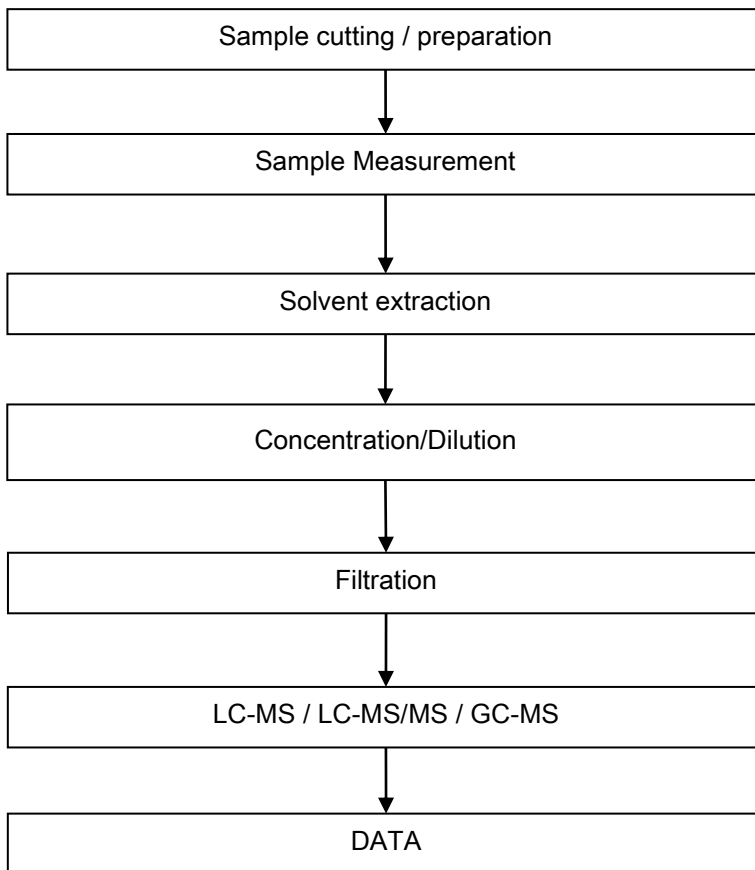 Sample cutting / preparation
Sample Measurement
Solvent extraction
Concentration/Dilution
Filtration
LC-MS / LC-MS/MS / GC-MS
DATA